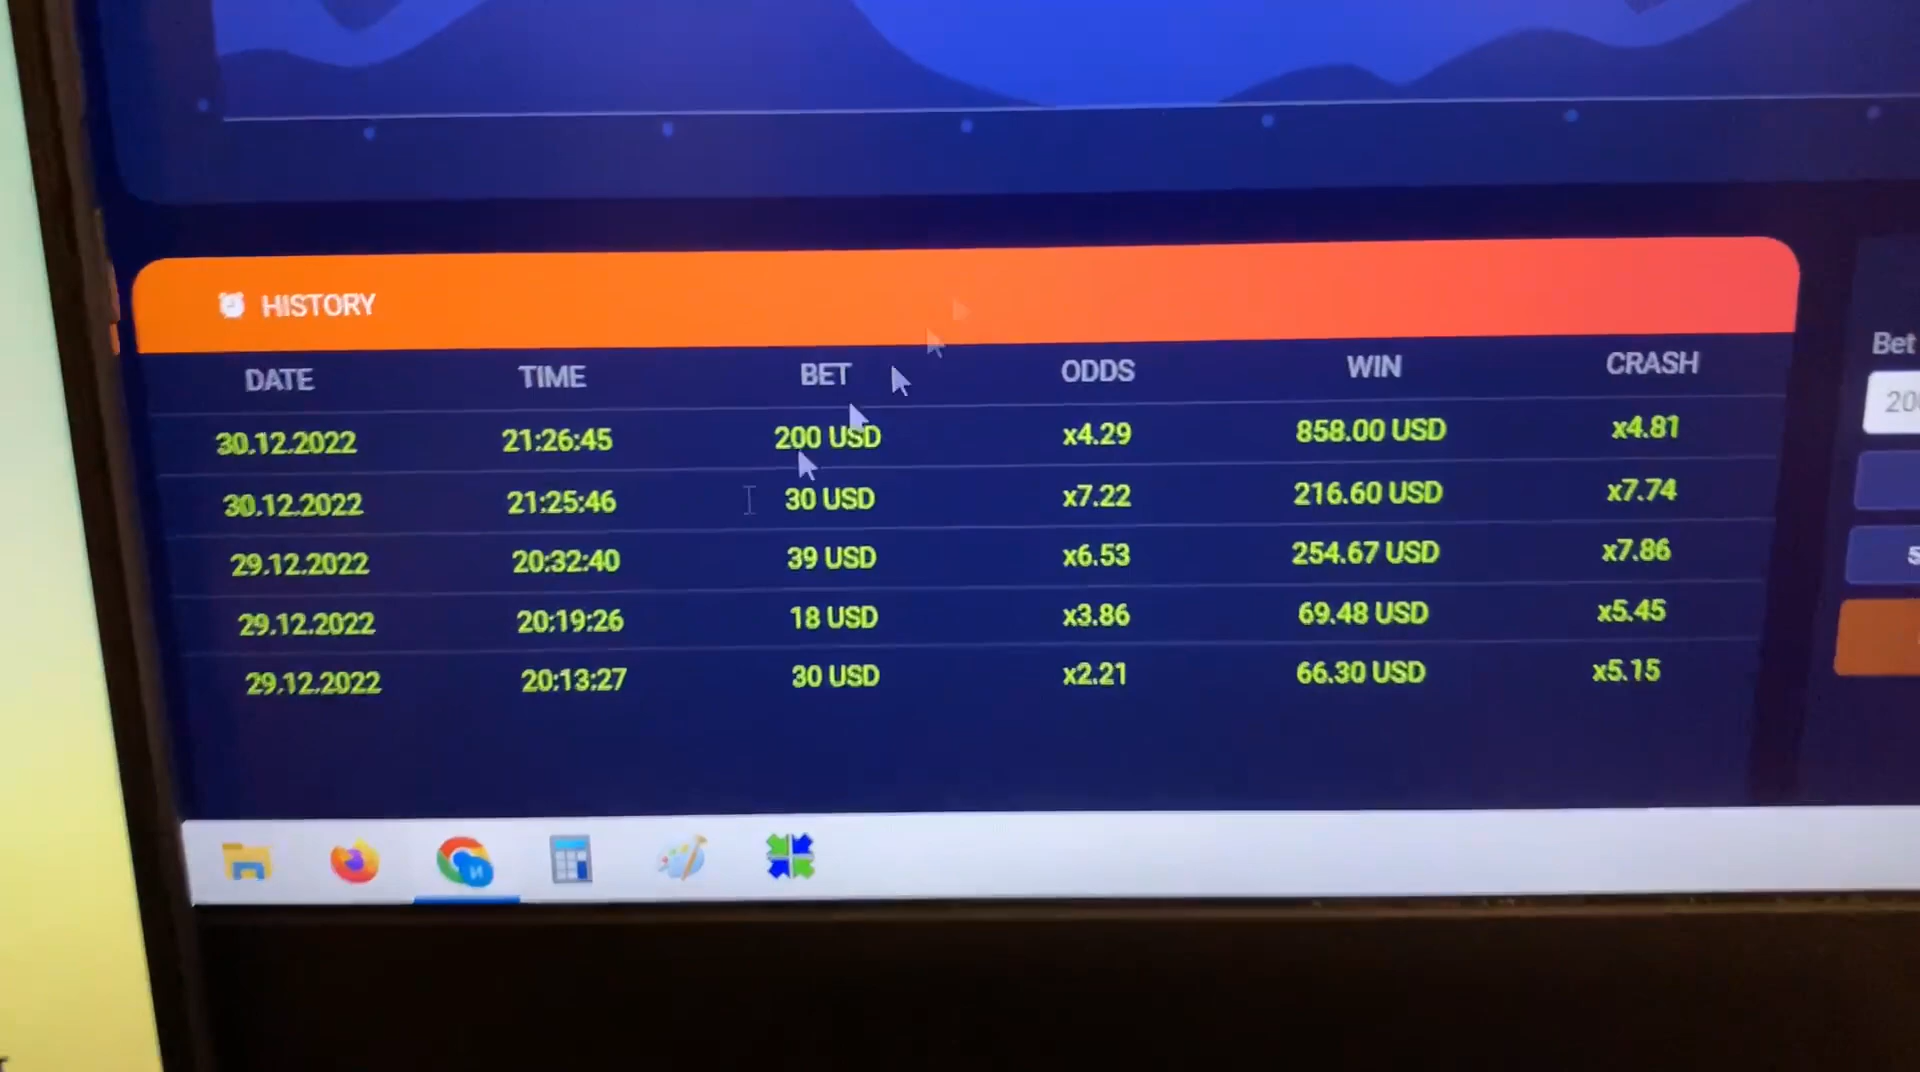 HISTORY
DATE TIME BET ODDS WIN CRASH
30.12.2022 21:26:45 200 USD x4.29 858.00 USD x4.81
30.12.2022 21:25:46 30 USD x7.22 216.60 USD x7.74
29.12.2022 20:32:40 39 USD x6.53 254.67 USD x7.86
29.12.2022 20:19:26 18 USD x3.86 69.48 USD x5.45
29.12.2022 20:13:27 30 USD x2.21 66.30 USD x5.15
Bet